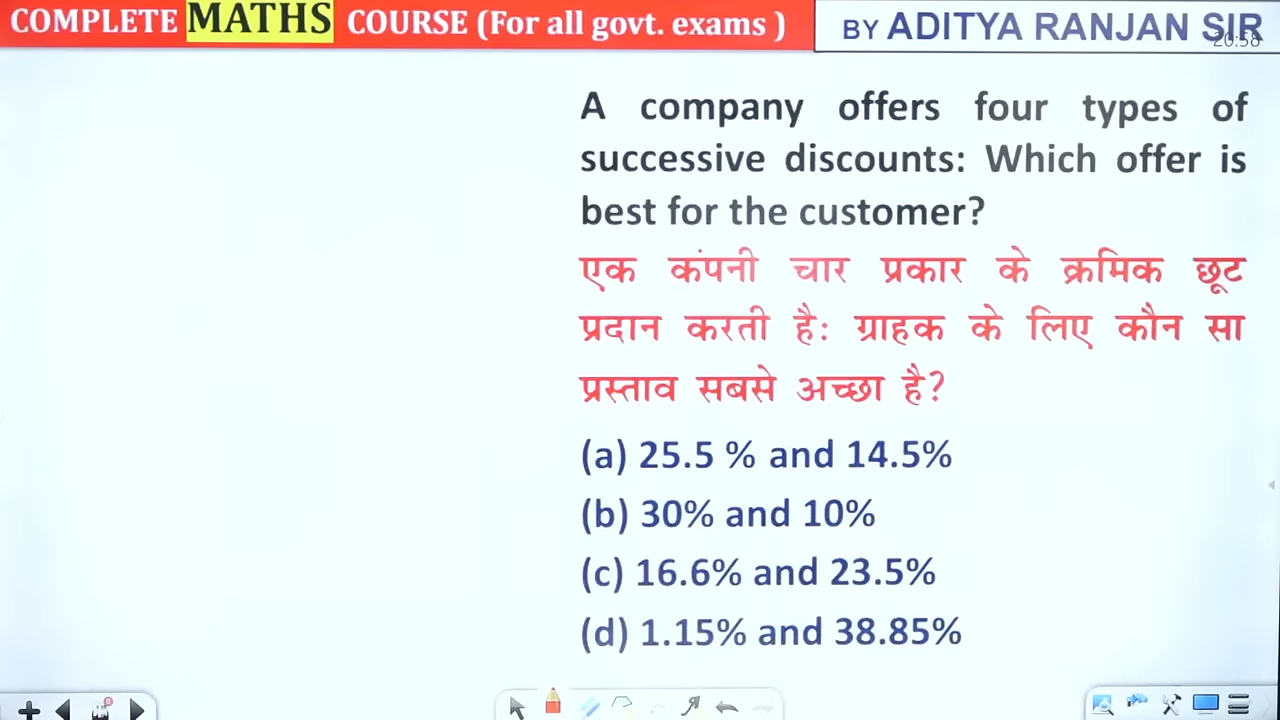 COMPLETE MATHS COURSE (For all govt. exams )
BY ADITYA RANJAN SIR
20:58
A company offers four types of
successive discounts: Which offer is
best for the customer?
एक कंपनी चार प्रकार के क्रमिक छूट
प्रदान करती है: ग्राहक के लिए कौन सा
प्रस्ताव सबसे अच्छा है?
(a) 25.5 % and 14.5%
(b) 30% and 10%
(c) 16.6% and 23.5%
(d) 1.15% and 38.85%